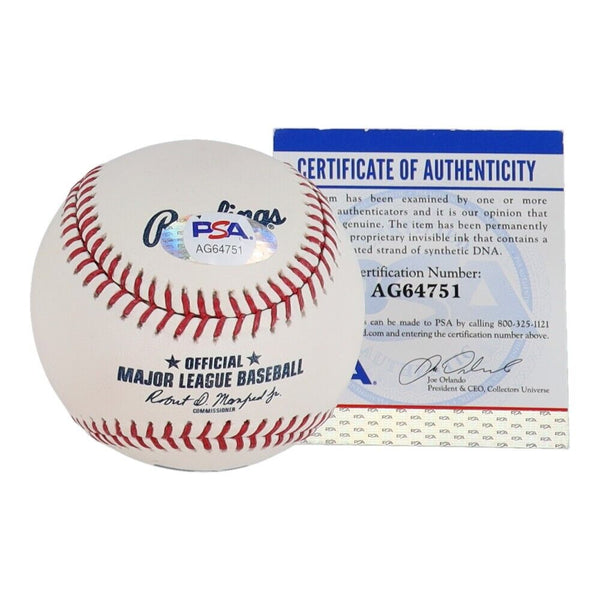 Rawlings
PSA
AG64751
★ OFFICIAL ★
MAJOR LEAGUE BASEBALL
Robert D. Manfred Jr.
COMMISSIONER
CERTIFICATE OF AUTHENTICITY
has been examined by one or more
authenticators and it is our opinion that
genuine. The item has been permanently
proprietary invisible ink that contains a
strand of synthetic DNA.
Certification Number:
AG64751
can be made to PSA by calling 800-325-1121
and entering the certification number above.
Joe Orlando
President & CEO, Collectors Universe